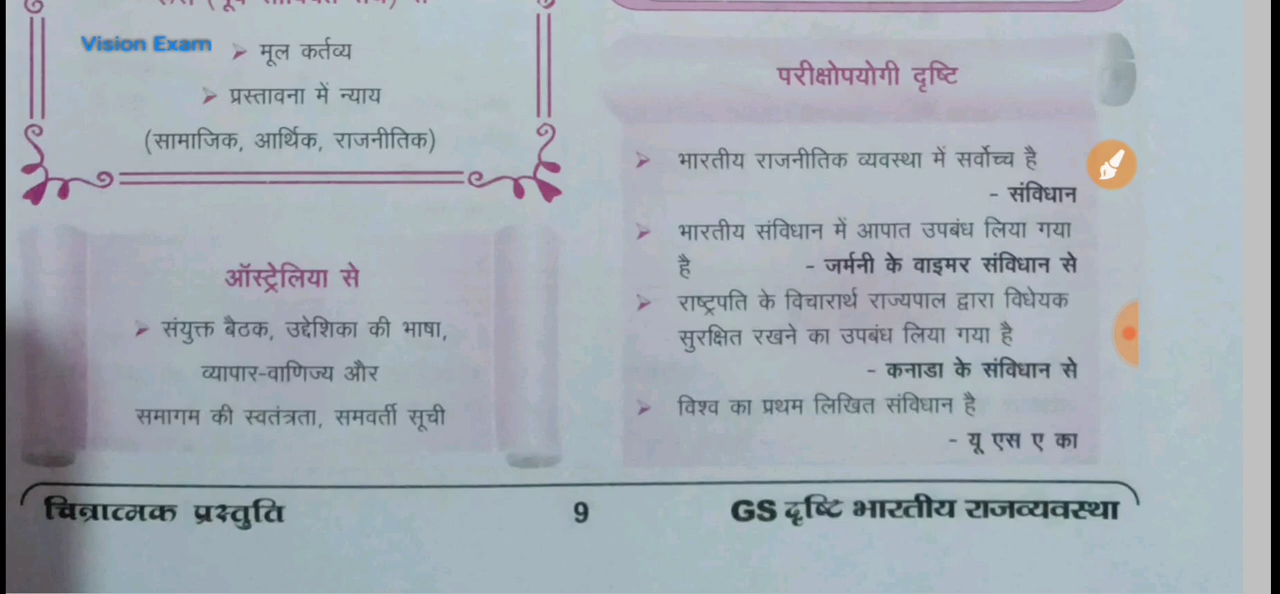 Vision Exam
➤ मूल कर्तव्य
➤ प्रस्तावना में न्याय
(सामाजिक, आर्थिक, राजनीतिक)
ऑस्ट्रेलिया से
➤ संयुक्त बैठक, उद्देशिका की भाषा,
व्यापार-वाणिज्य और
समागम की स्वतंत्रता, समवर्ती सूची
परीक्षोपयोगी दृष्टि
➤ भारतीय राजनीतिक व्यवस्था में सर्वोच्च है
- संविधान
➤ भारतीय संविधान में आपात उपबंध लिया गया
है - जर्मनी के वाइमर संविधान से
➤ राष्ट्रपति के विचारार्थ राज्यपाल द्वारा विधेयक
सुरक्षित रखने का उपबंध लिया गया है
- कनाडा के संविधान से
➤ विश्व का प्रथम लिखित संविधान है
- यू एस ए का
चित्रात्मक प्रस्तुति 9 GS दृष्टि भारतीय राजव्यवस्था